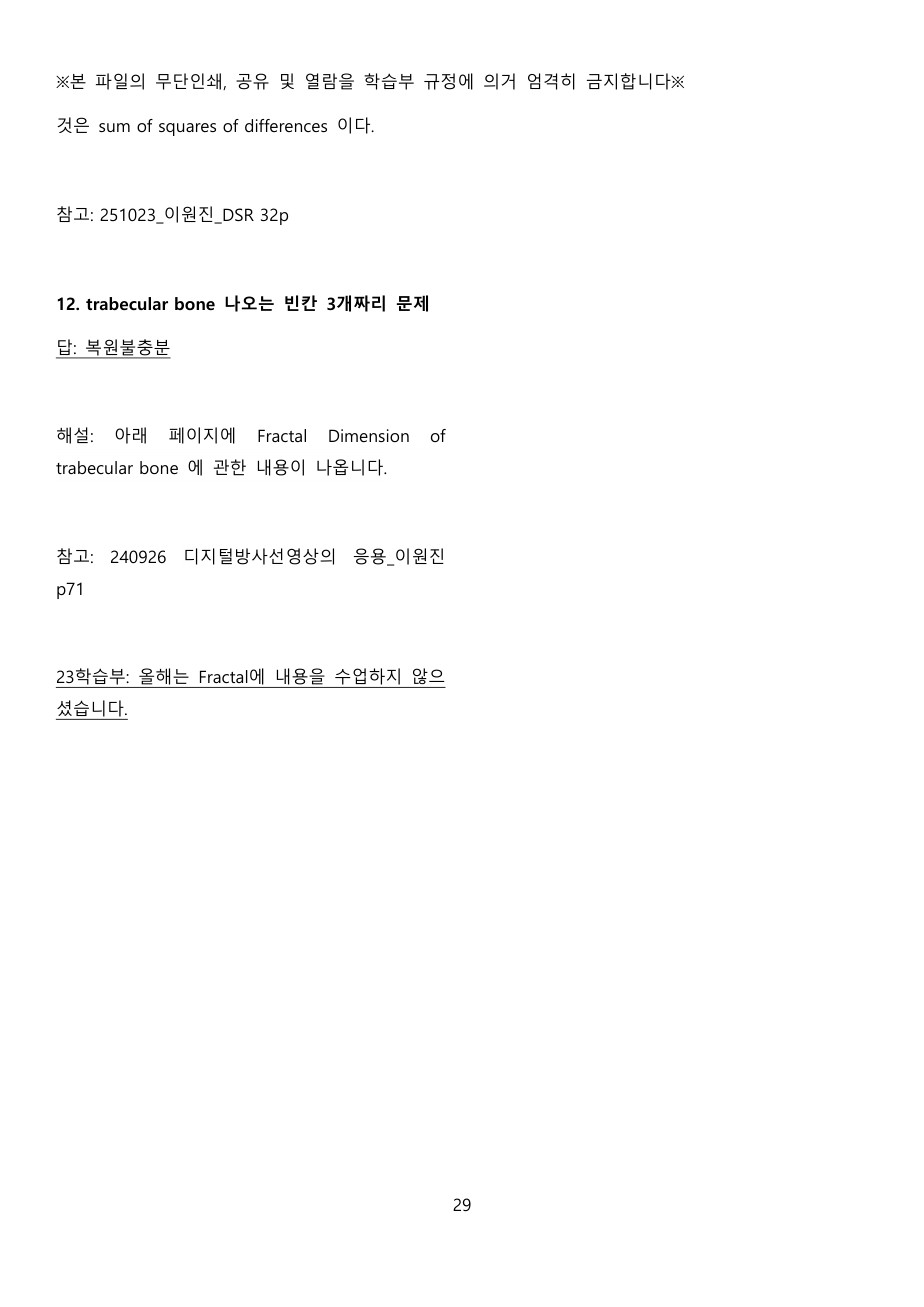 ※본 파일의 무단인쇄, 공유 및 열람을 학습부 규정에 의거 엄격히 금지합니다※
것은 sum of squares of differences 이다.
참고: 251023_이원진_DSR 32p
12. trabecular bone 나오는 빈칸 3개짜리 문제
답: 복원불충분
해설: 아래 페이지에 Fractal Dimension of
trabecular bone 에 관한 내용이 나옵니다.
참고: 240926 디지털방사선영상의 응용_이원진
p71
23학습부: 올해는 Fractal에 내용을 수업하지 않으
셨습니다.
29